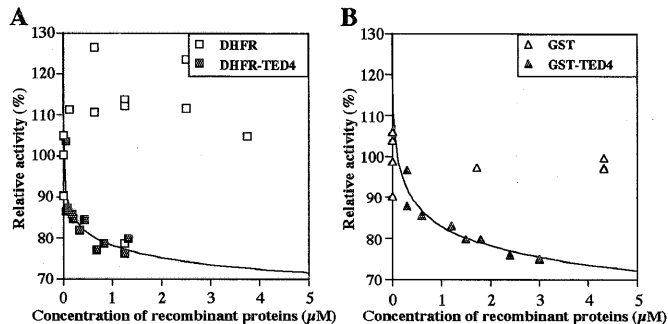 A
DHFR
DHFR-TED4
Relative activity (%)
130
120
110
100
90
80
70
0 1 2 3 4 5
Concentration of recombinant proteins (µM)
B
GST
GST-TED4
Relative activity (%)
130
120
110
100
90
80
70
0 1 2 3 4 5
Concentration of recombinant proteins (µM)